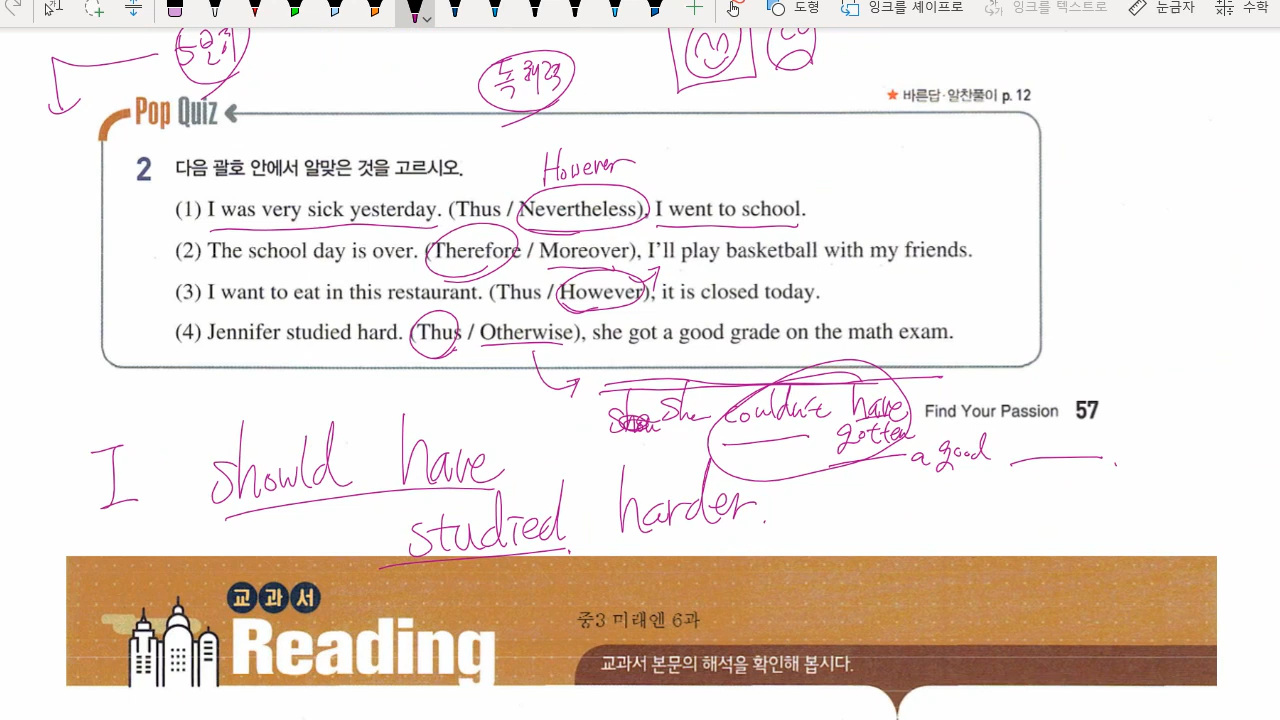 도형 잉크를 셰이프로 잉크를 텍스트로 눈금자 수학
독해력
★ 바른답·알찬풀이 p. 12
Pop Quiz
2 다음 괄호 안에서 알맞은 것을 고르시오.
However
(1) I was very sick yesterday. (Thus / Nevertheless), I went to school.
(2) The school day is over. (Therefore / Moreover), I'll play basketball with my friends.
(3) I want to eat in this restaurant. (Thus / However), it is closed today.
(4) Jennifer studied hard. (Thus / Otherwise), she got a good grade on the math exam.
she couldn't have
gotten
a good
Find Your Passion 57
I should have
studied harder.
교과서
Reading
중3 미래엔 6과
교과서 본문의 해석을 확인해 봅시다.